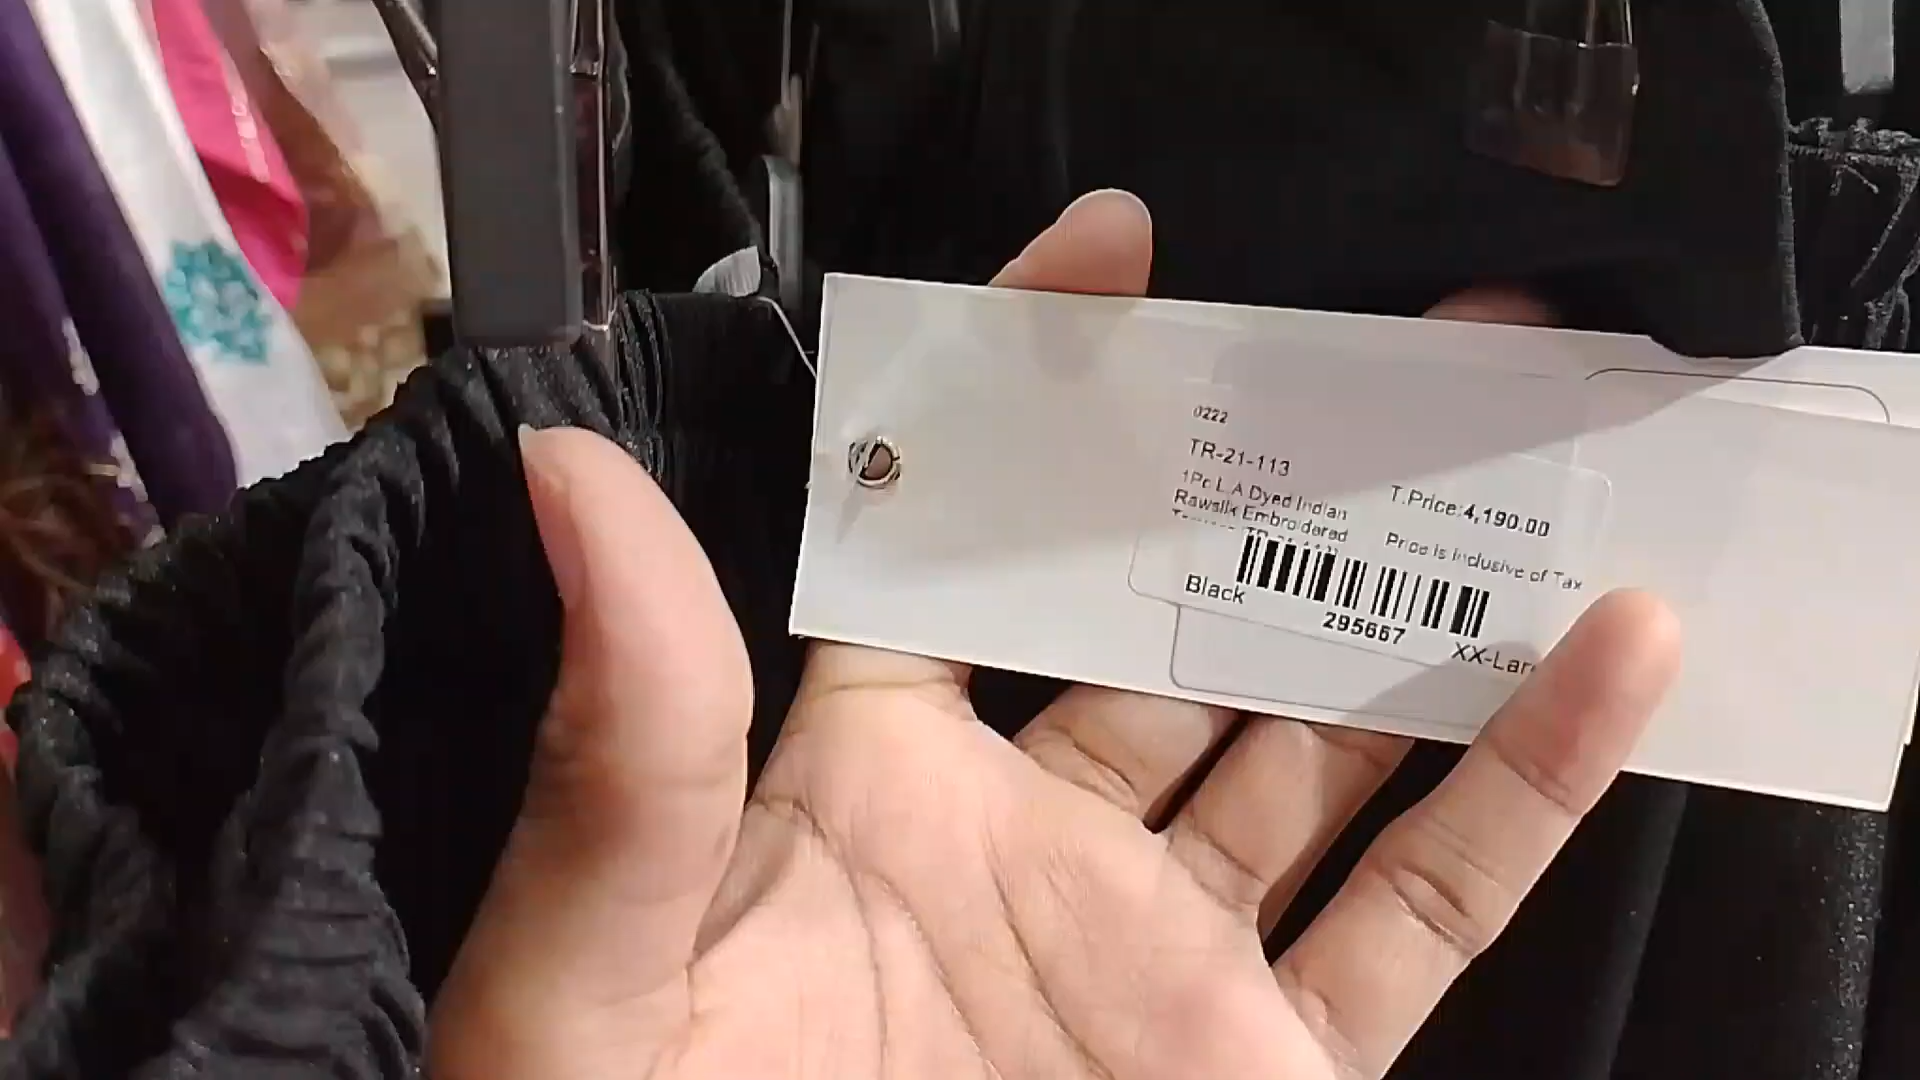 0222
TR-21-113
1Pc L.A Dyed Indian
Rawsilk Embroidered
T.Price:4,190.00
Price is Inclusive of Tax
Black
295667